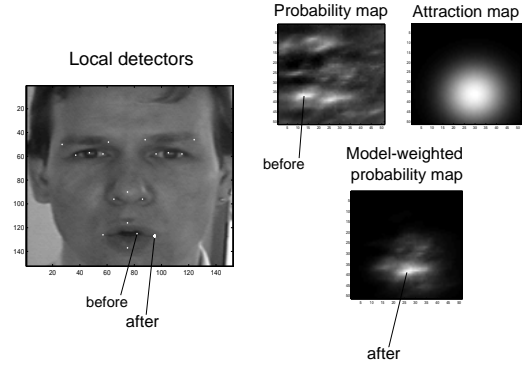 Probability map
Attraction map
Local detectors
before
Model-weighted
probability map
before
after
after
20
40
60
80
100
120
140
20 40 60 80 100 120 140